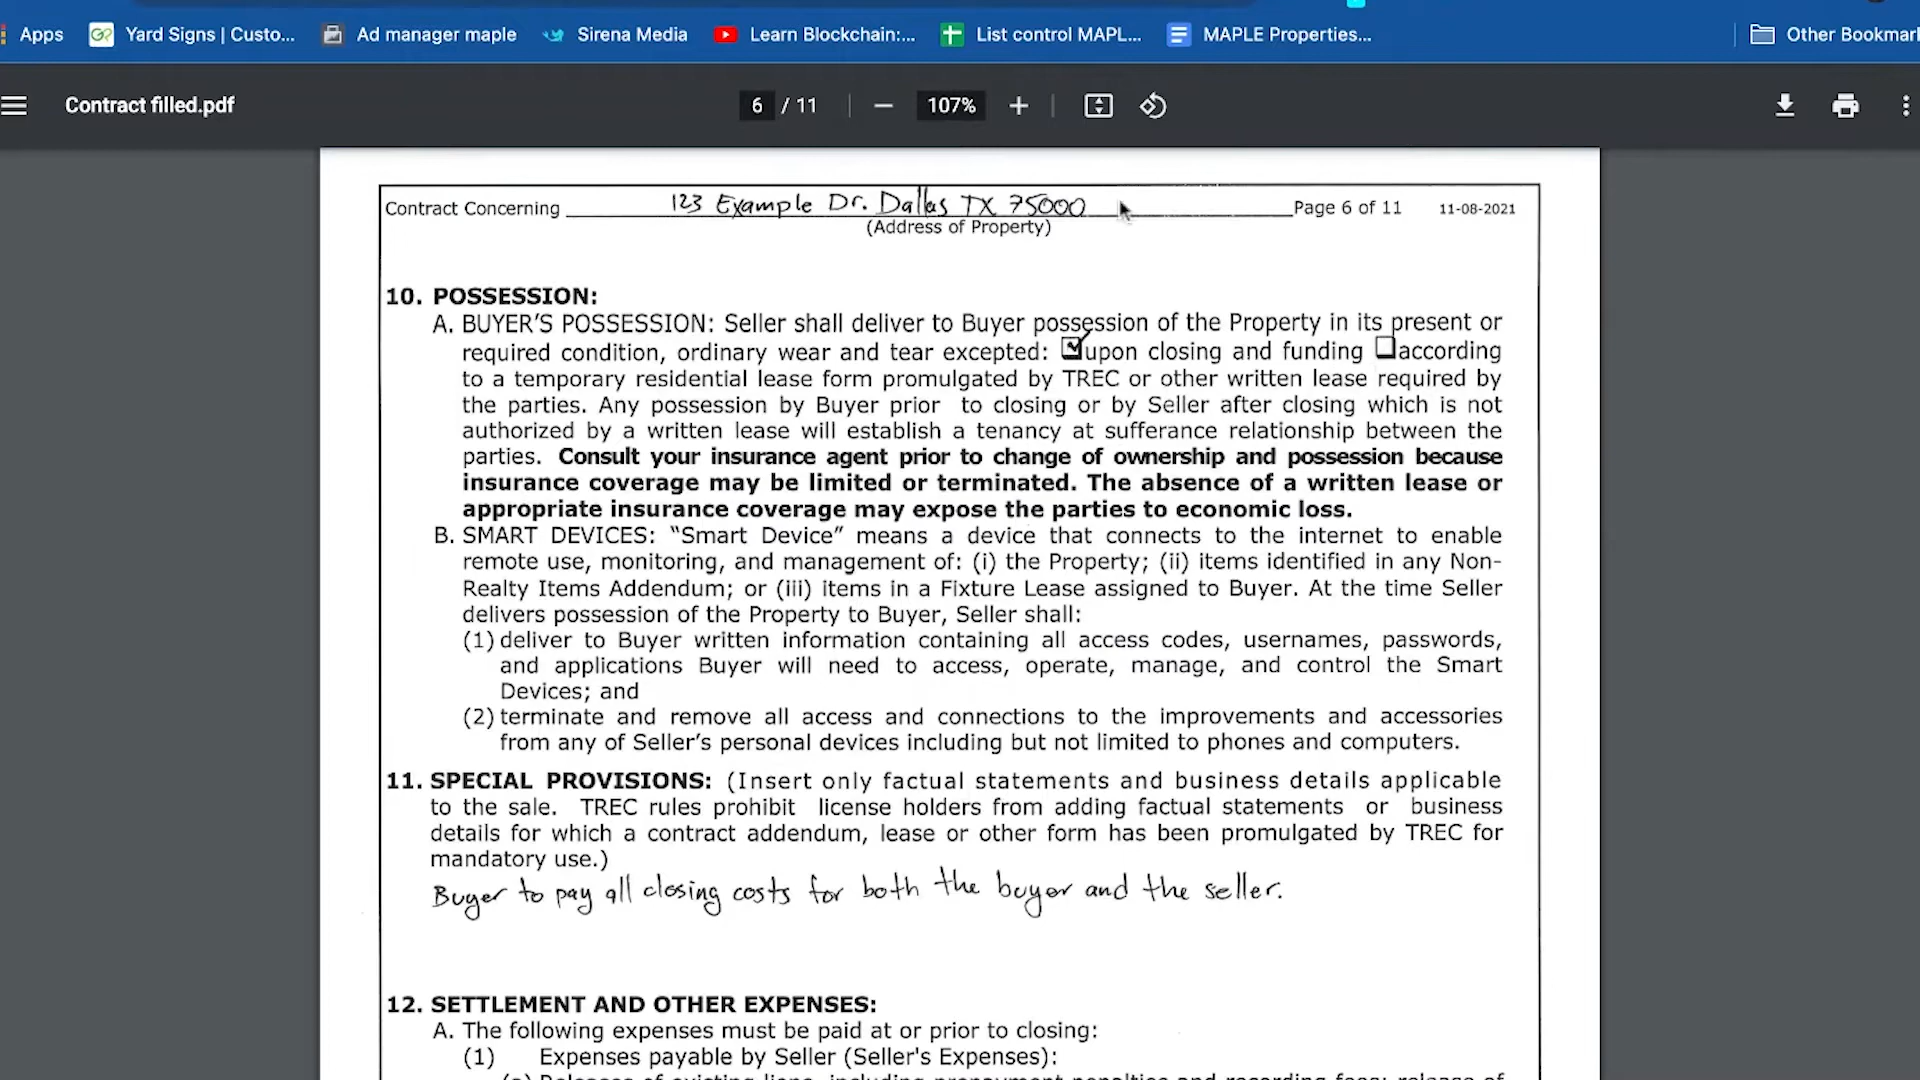 Apps Yard Signs | Custo... Ad manager maple Sirena Media Learn Blockchain:... List control MAPL... MAPLE Properties...
Contract filled.pdf 6 / 11 107%
Contract Concerning 123 Example Dr. Dallas TX 75000 Page 6 of 11 11-08-2021
(Address of Property)
10. POSSESSION:
A. BUYER'S POSSESSION: Seller shall deliver to Buyer possession of the Property in its present or
required condition, ordinary wear and tear excepted: upon closing and funding according
to a temporary residential lease form promulgated by TREC or other written lease required by
the parties. Any possession by Buyer prior to closing or by Seller after closing which is not
authorized by a written lease will establish a tenancy at sufferance relationship between the
parties. Consult your insurance agent prior to change of ownership and possession because
insurance coverage may be limited or terminated. The absence of a written lease or
appropriate insurance coverage may expose the parties to economic loss.
B. SMART DEVICES: “Smart Device” means a device that connects to the internet to enable
remote use, monitoring, and management of: (i) the Property; (ii) items identified in any Non-
Realty Items Addendum; or (iii) items in a Fixture Lease assigned to Buyer. At the time Seller
delivers possession of the Property to Buyer, Seller shall:
(1) deliver to Buyer written information containing all access codes, usernames, passwords,
and applications Buyer will need to access, operate, manage, and control the Smart
Devices; and
(2) terminate and remove all access and connections to the improvements and accessories
from any of Seller's personal devices including but not limited to phones and computers.
11. SPECIAL PROVISIONS: (Insert only factual statements and business details applicable
to the sale. TREC rules prohibit license holders from adding factual statements or business
details for which a contract addendum, lease or other form has been promulgated by TREC for
mandatory use.)
Buyer to pay all closing costs for both the buyer and the seller.
12. SETTLEMENT AND OTHER EXPENSES:
A. The following expenses must be paid at or prior to closing:
(1) Expenses payable by Seller (Seller's Expenses):